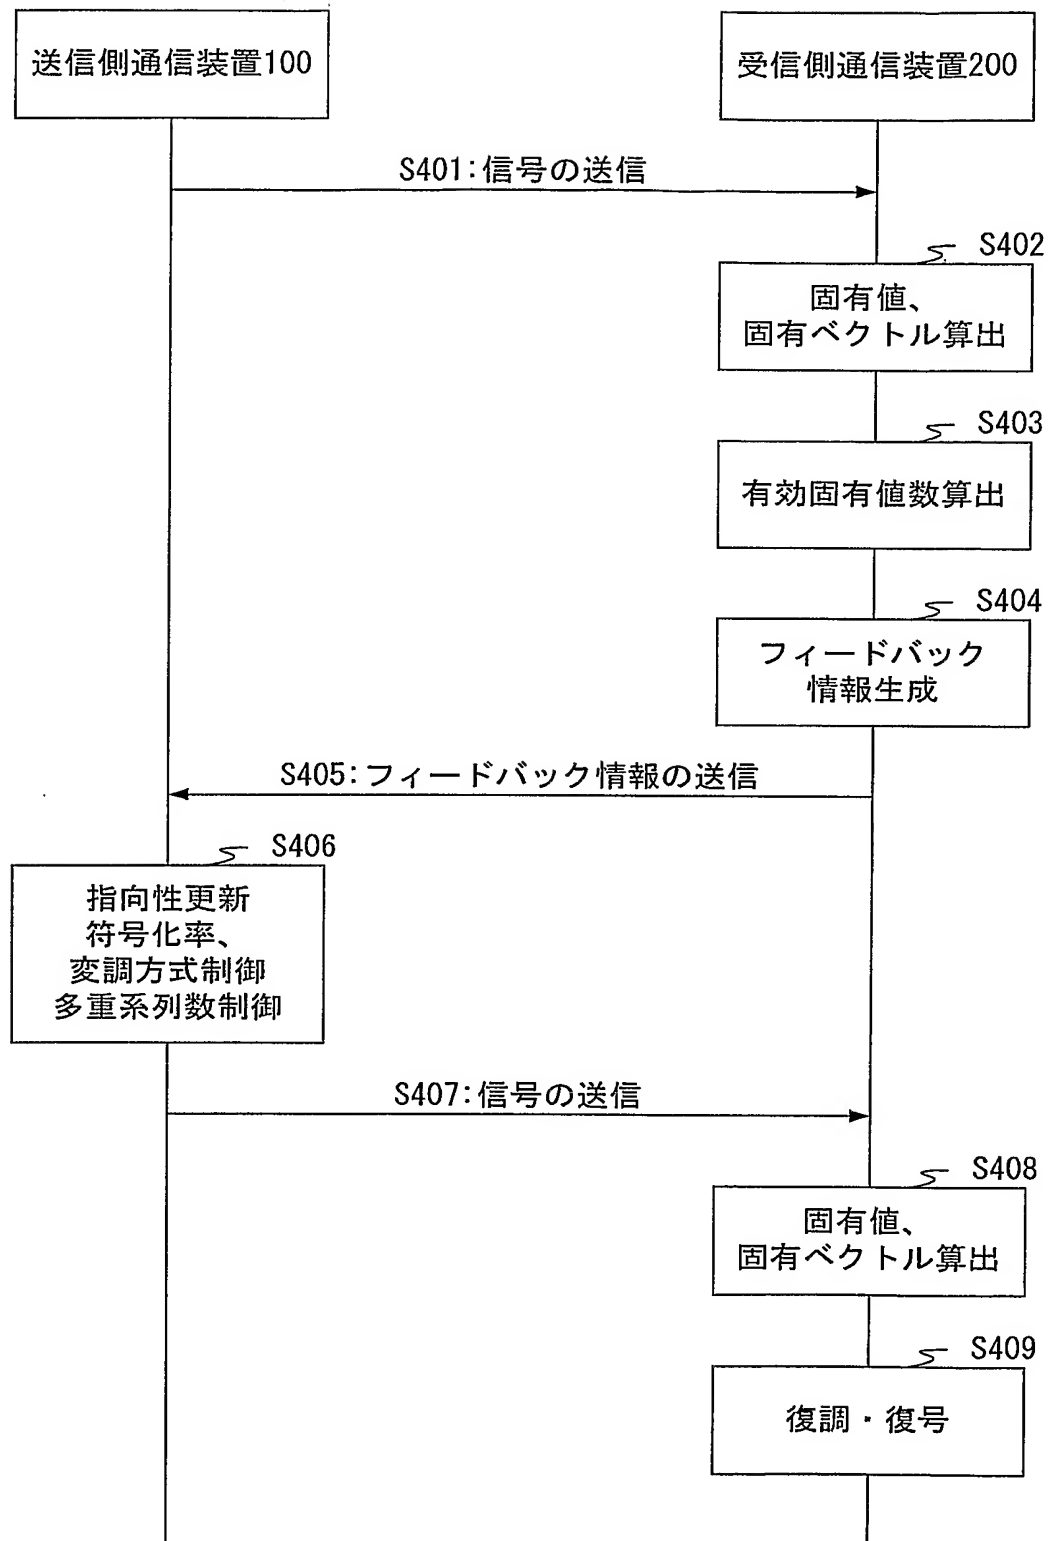 送信側通信装置100
受信側通信装置200
S401:信号の送信
S402
固有値、
固有ベクトル算出
S403
有効固有値数算出
S404
フィードバック
情報生成
S405:フィードバック情報の送信
S406
指向性更新
符号化率、
変調方式制御
多重系列数制御
S407:信号の送信
S408
固有値、
固有ベクトル算出
S409
復調・復号